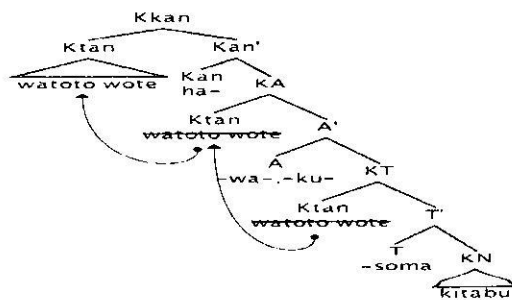 Kkan
Ktan Kan'
watoto wote Kan KA
ha-
Ktan A'
watoto wote
A KT
-wa-,-ku-
Ktan T'
watoto wote
T KN
-soma
kitabu